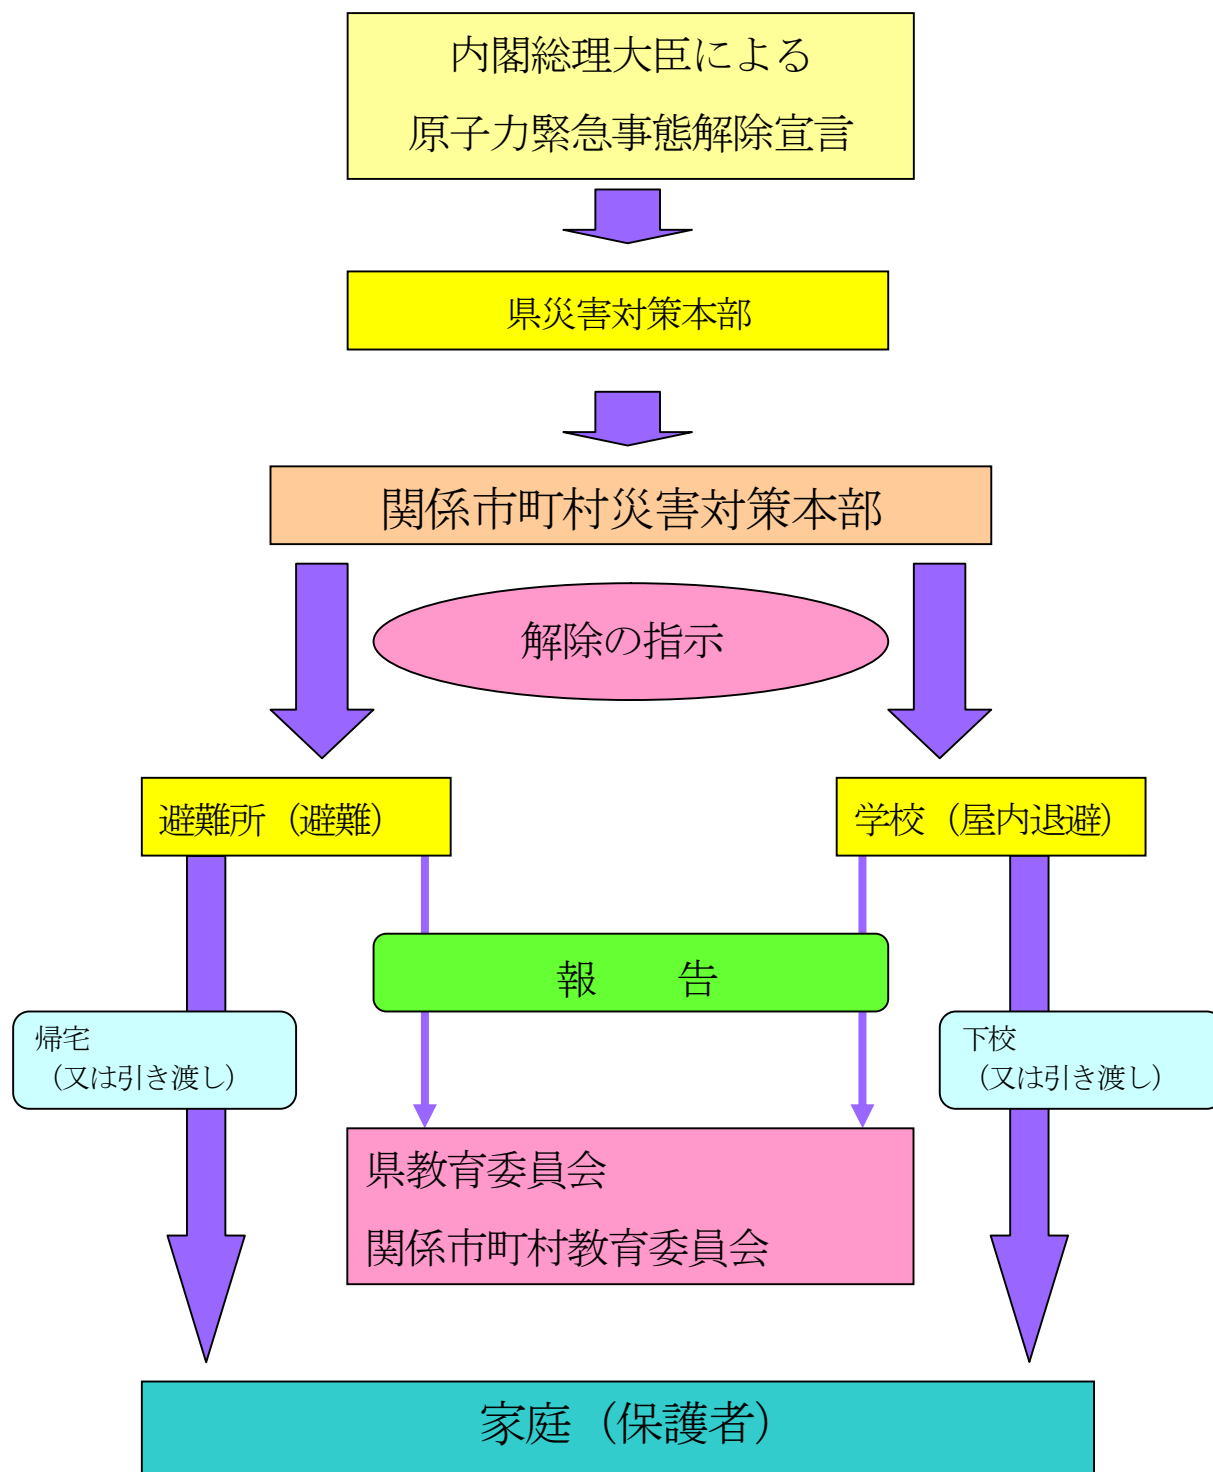 内閣総理大臣による
原子力緊急事態解除宣言
県災害対策本部
関係市町村災害対策本部
解除の指示
避難所（避難）
学校（屋内退避）
報　　告
帰宅
（又は引き渡し）
下校
（又は引き渡し）
県教育委員会
関係市町村教育委員会
家庭（保護者）